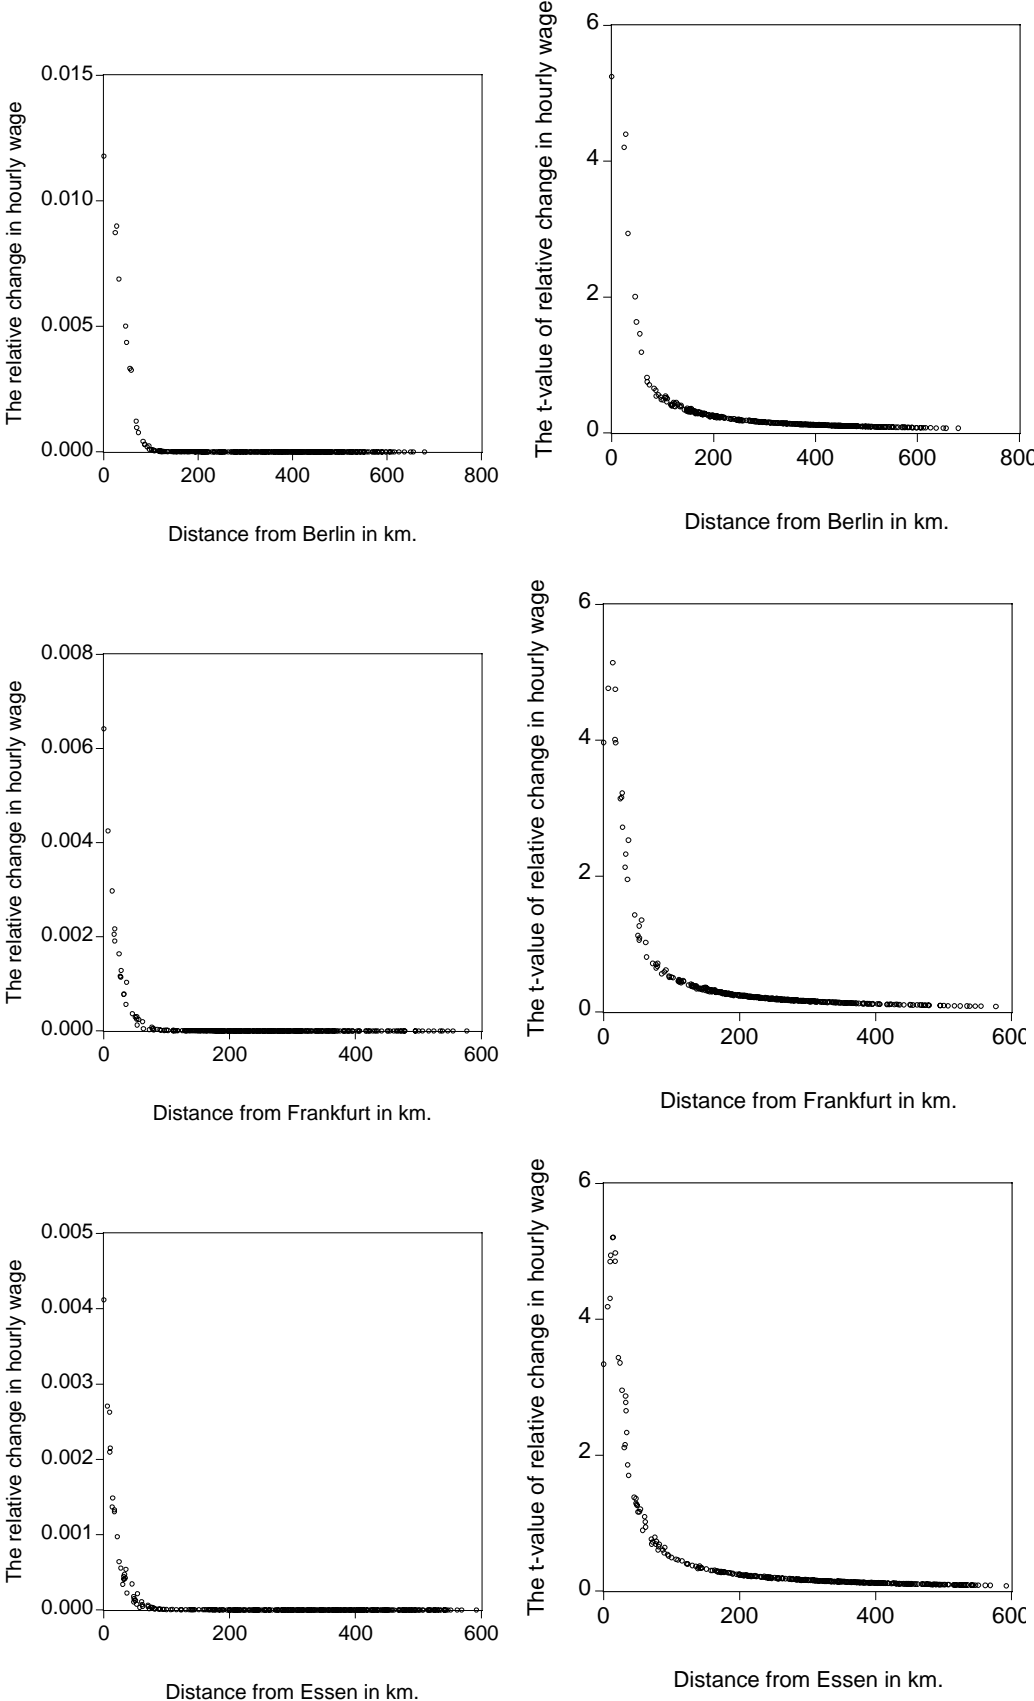 The relative change in hourly wage
0.015
0.010
0.005
0.000
0 200 400 600 800
Distance from Berlin in km.
The t-value of relative change in hourly wage
6
4
2
0
0 200 400 600 800
Distance from Berlin in km.
The relative change in hourly wage
0.008
0.006
0.004
0.002
0.000
0 200 400 600
Distance from Frankfurt in km.
The t-value of relative change in hourly wage
6
4
2
0
0 200 400 600
Distance from Frankfurt in km.
The relative change in hourly wage
0.005
0.004
0.003
0.002
0.001
0.000
0 200 400 600
Distance from Essen in km.
The t-value of relative change in hourly wage
6
4
2
0
0 200 400 600
Distance from Essen in km.